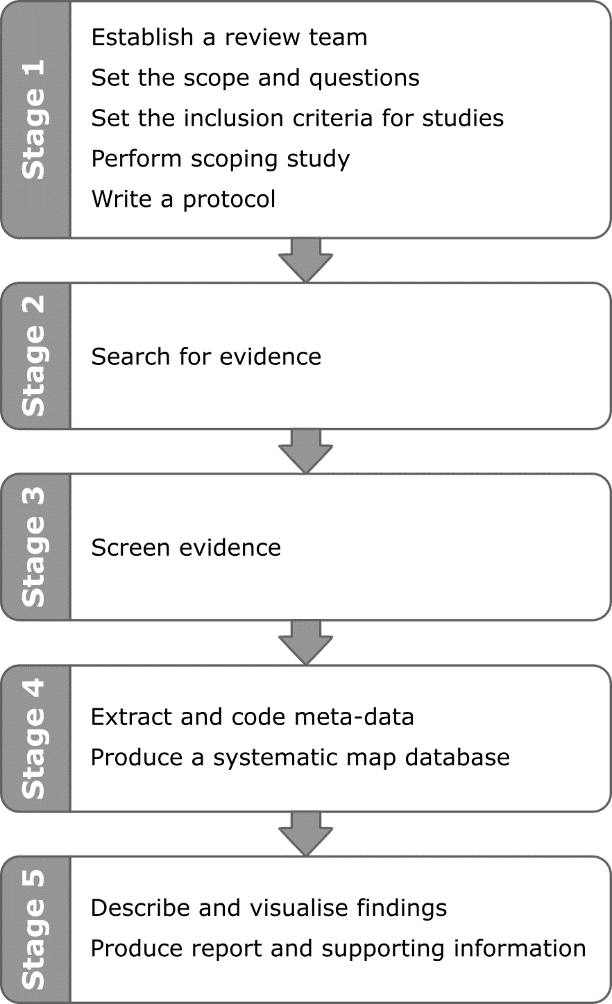 Stage 1
Establish a review team
Set the scope and questions
Set the inclusion criteria for studies
Perform scoping study
Write a protocol
Stage 2
Search for evidence
Stage 3
Screen evidence
Stage 4
Extract and code meta-data
Produce a systematic map database
Stage 5
Describe and visualise findings
Produce report and supporting information